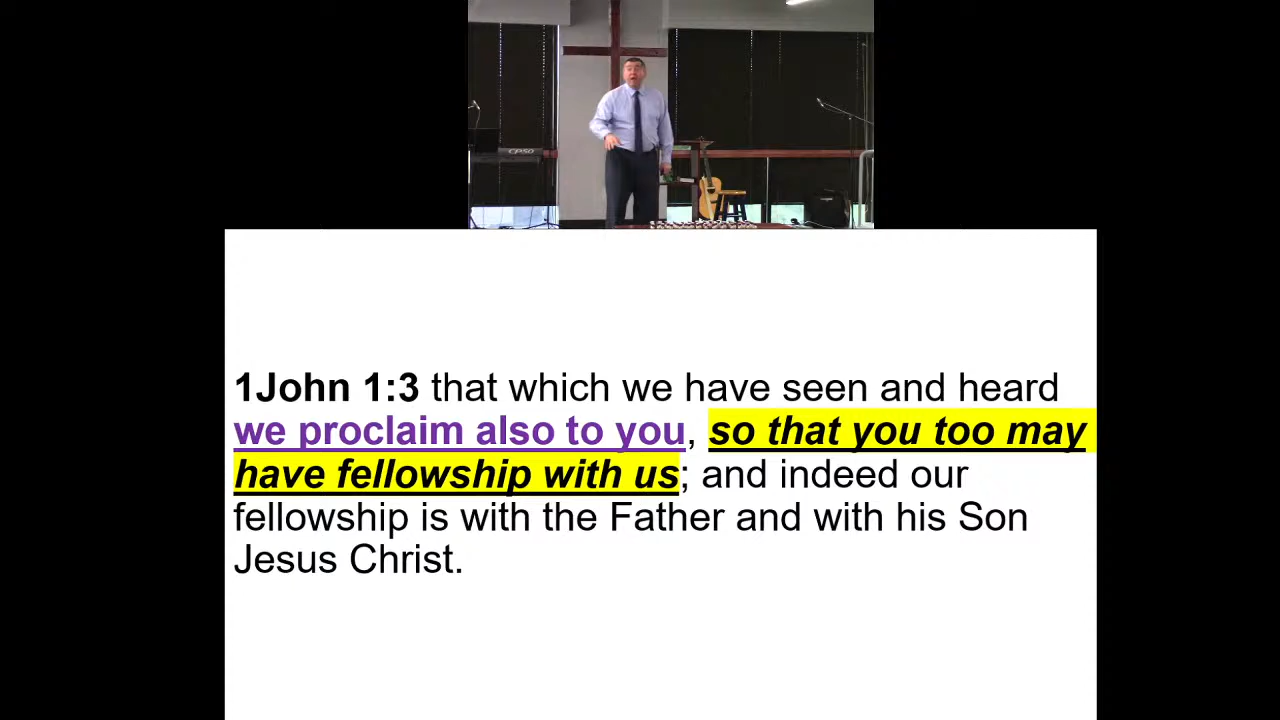 CP50
1John 1:3 that which we have seen and heard
we proclaim also to you, so that you too may
have fellowship with us; and indeed our
fellowship is with the Father and with his Son
Jesus Christ.